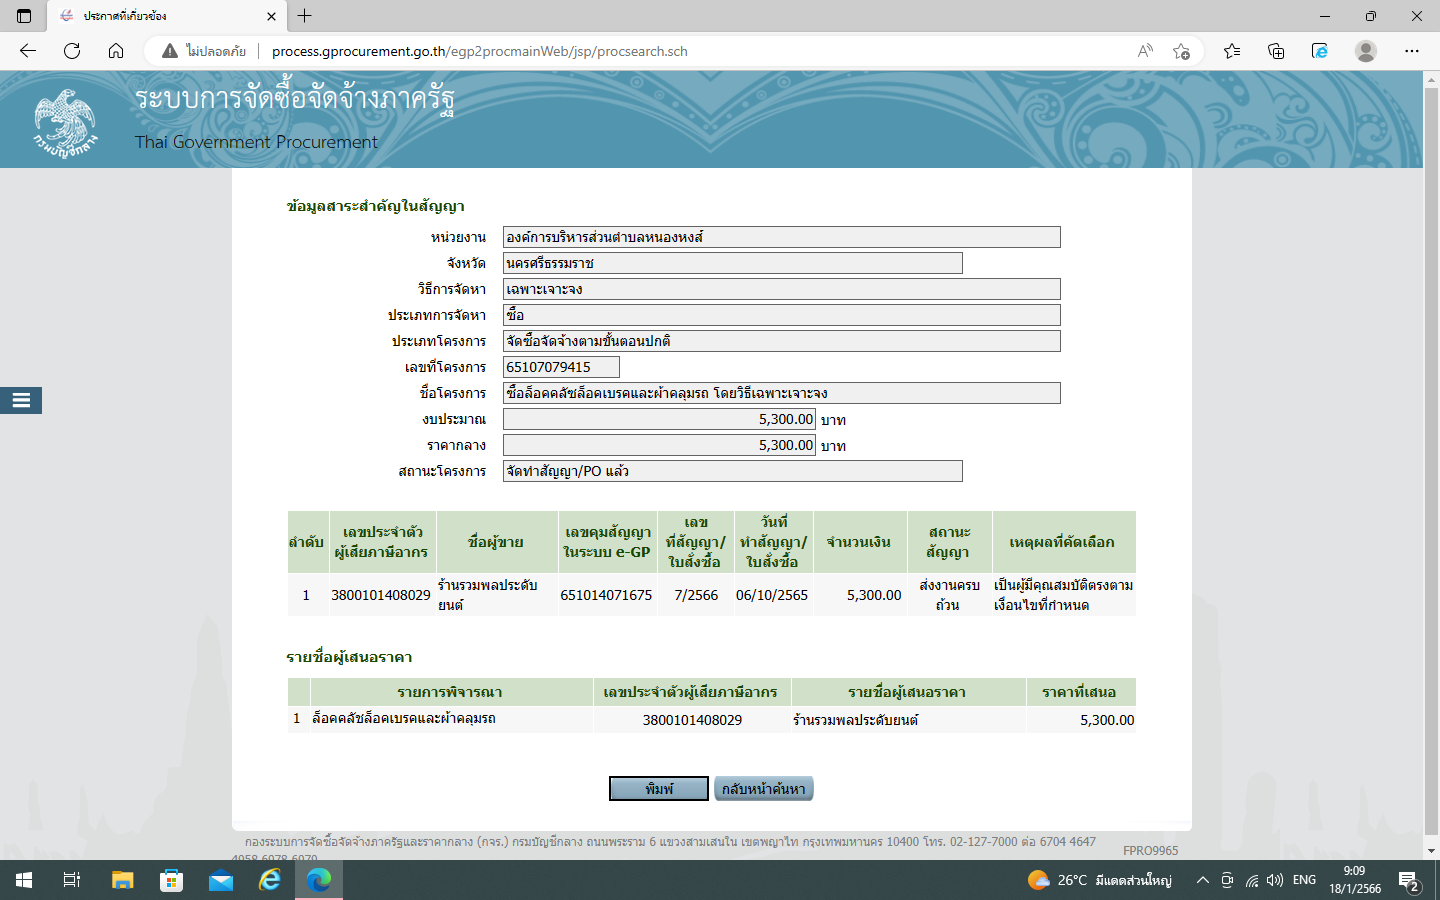 ประกาศที่เกี่ยวข้อง
ไม่ปลอดภัย
process.gprocurement.go.th/egp2procmainWeb/jsp/procsearch.sch
ระบบการจัดซื้อจัดจ้างภาครัฐ
Thai Government Procurement
กรมบัญชีกลาง
ข้อมูลสาระสำคัญในสัญญา
หน่วยงาน องค์การบริหารส่วนตำบลหนองหงส์
จังหวัด นครศรีธรรมราช
วิธีการจัดหา เฉพาะเจาะจง
ประเภทการจัดหา ซื้อ
ประเภทโครงการ จัดซื้อจัดจ้างตามขั้นตอนปกติ
เลขที่โครงการ 65107079415
ชื่อโครงการ ซื้อล็อคคลัชล็อคเบรคและผ้าคลุมรถ โดยวิธีเฉพาะเจาะจง
งบประมาณ 5,300.00 บาท
ราคากลาง 5,300.00 บาท
สถานะโครงการ จัดทำสัญญา/PO แล้ว
ลำดับ เลขประจำตัวผู้เสียภาษีอากร ชื่อผู้ขาย เลขคุมสัญญาในระบบ e-GP เลขที่สัญญา/ใบสั่งซื้อ วันที่ทำสัญญา/ใบสั่งซื้อ จำนวนเงิน สถานะสัญญา เหตุผลที่คัดเลือก
1 3800101408029 ร้านรวมพลประดับยนต์ 651014071675 7/2566 06/10/2565 5,300.00 ส่งงานครบถ้วน เป็นผู้มีคุณสมบัติตรงตามเงื่อนไขที่กำหนด
รายชื่อผู้เสนอราคา
รายการพิจารณา เลขประจำตัวผู้เสียภาษีอากร รายชื่อผู้เสนอราคา ราคาที่เสนอ
1 ล็อคคลัชล็อคเบรคและผ้าคลุมรถ 3800101408029 ร้านรวมพลประดับยนต์ 5,300.00
พิมพ์ กลับหน้าค้นหา
กองระบบการจัดซื้อจัดจ้างภาครัฐและราคากลาง (กจร.) กรมบัญชีกลาง ถนนพระราม 6 แขวงสามเสนใน เขตพญาไท กรุงเทพมหานคร 10400 โทร. 02-127-7000 ต่อ 6704 4647
4958 6978 6979
FPRO9965
26°C มีแดดส่วนใหญ่
ENG
9:09
18/1/2566
2